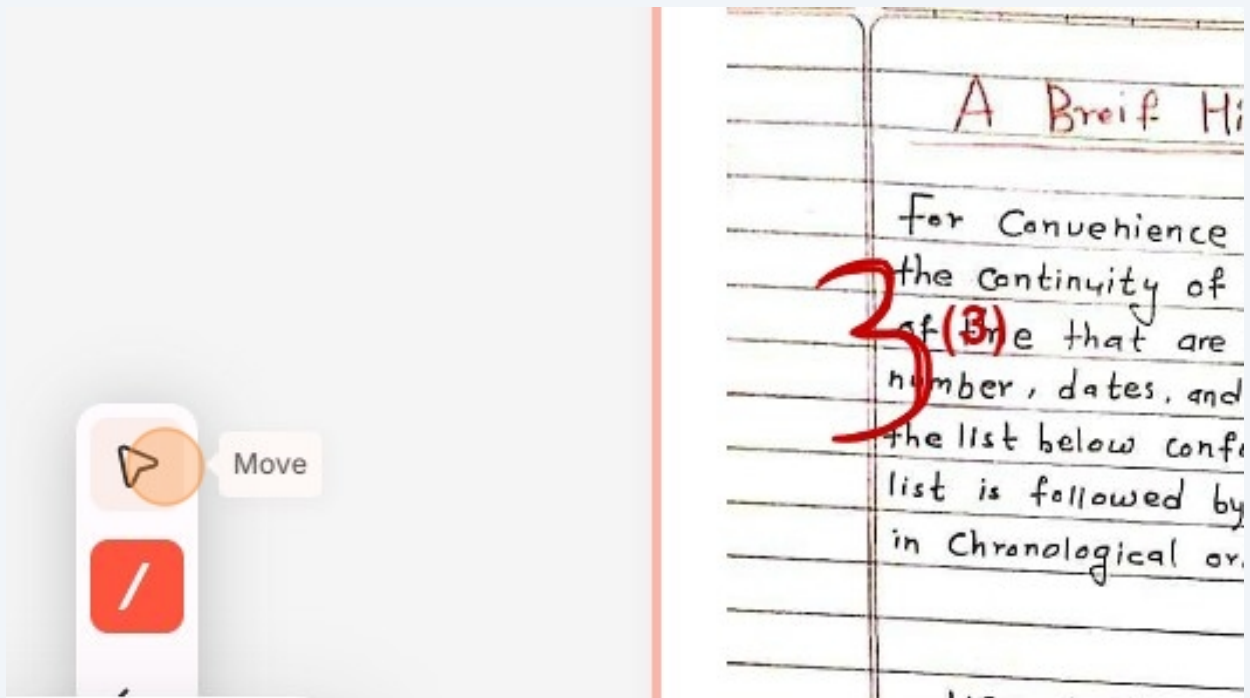 A Breif Hi
For Convenience
the continuity of
of time that are
number, dates, and
the list below conf
list is followed by
in Chronological or
3
(3)
Move